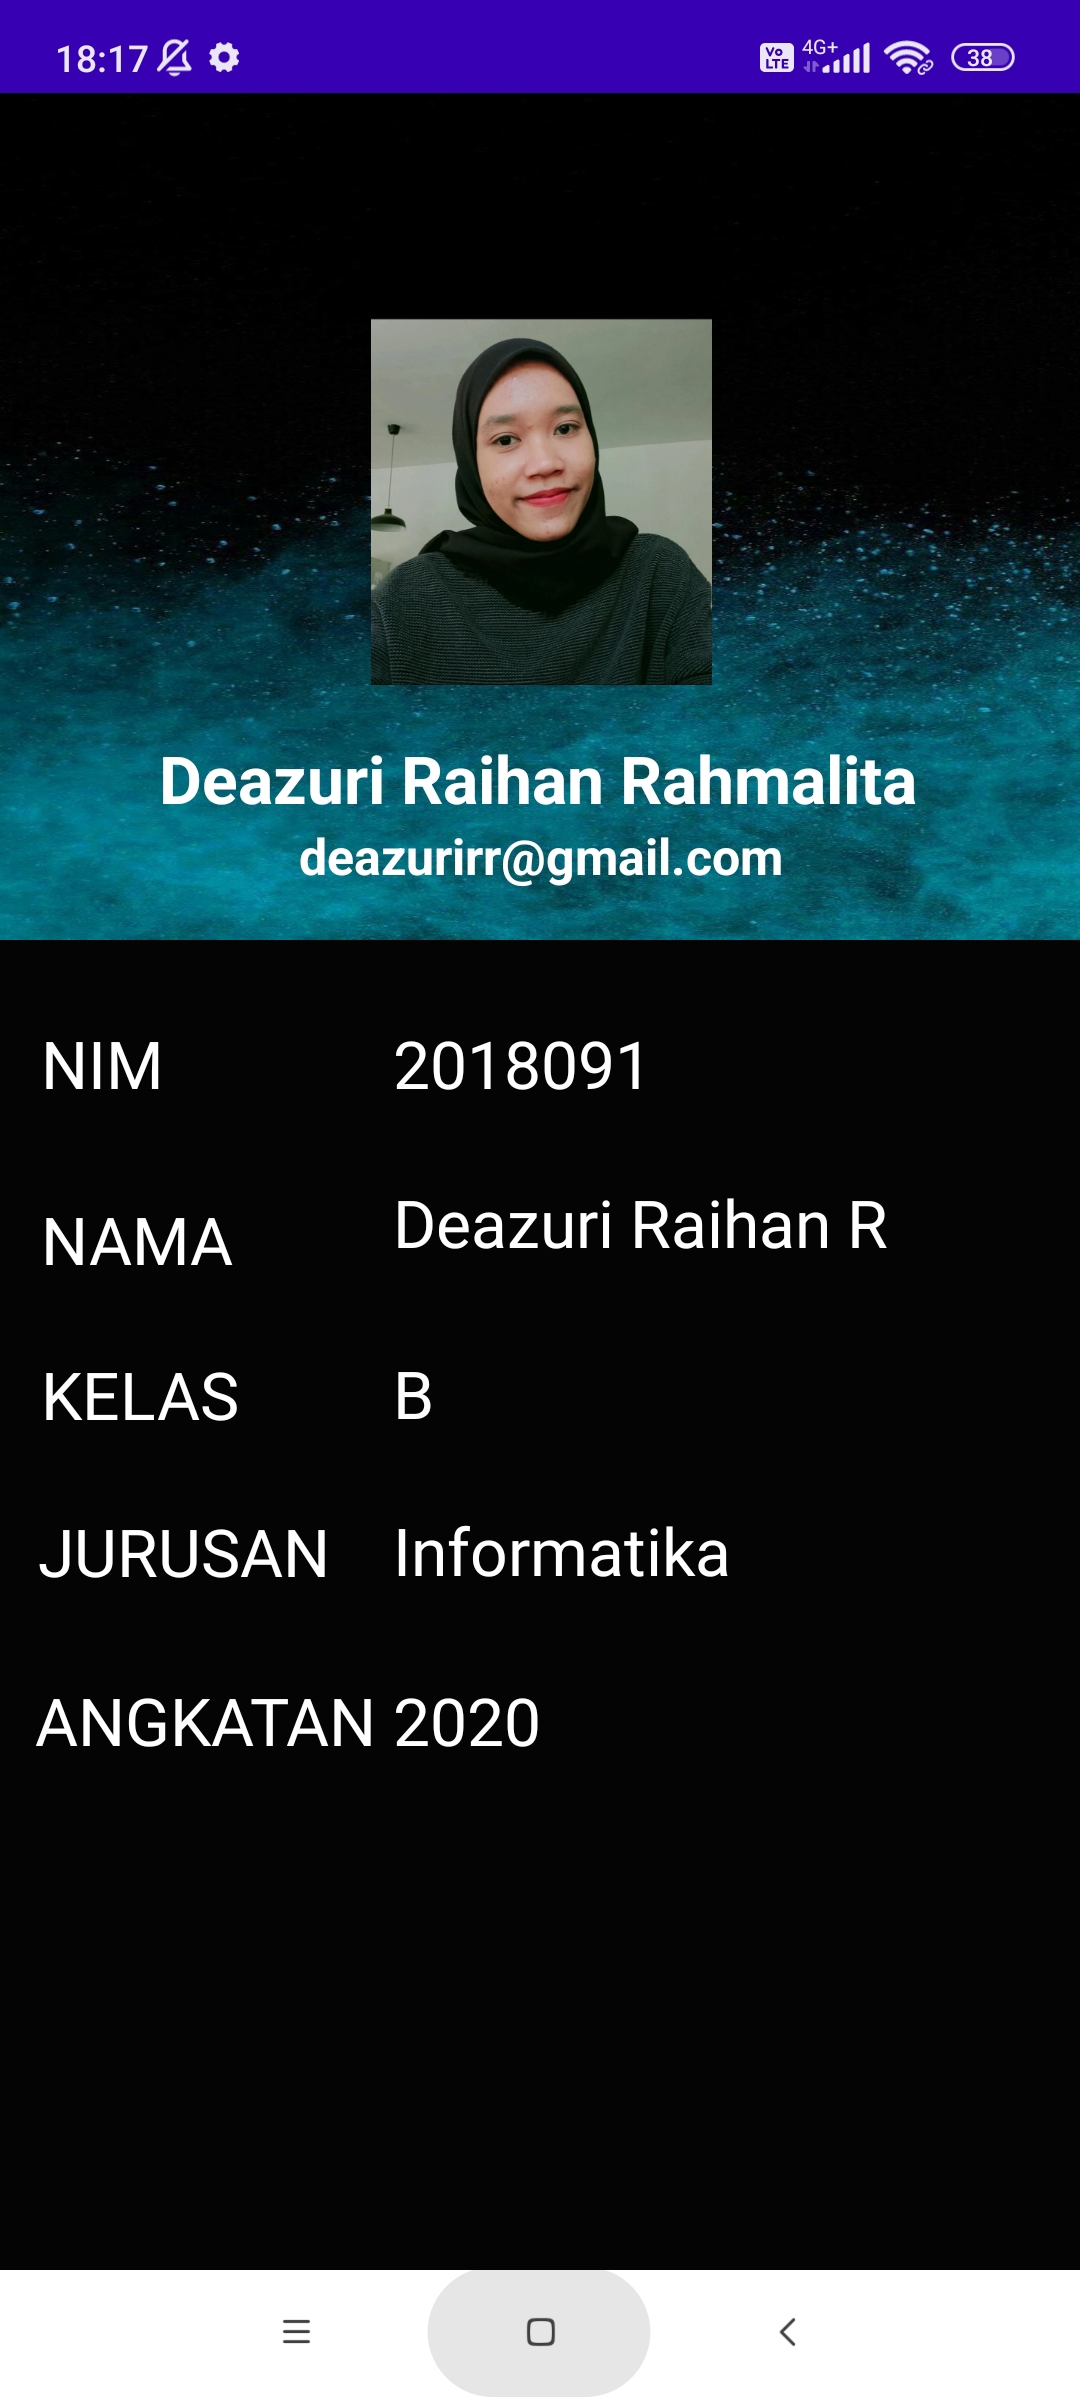 18:17 Vo LTE 4G+ 38
Deazuri Raihan Rahmalita
deazurirr@gmail.com
NIM 2018091
NAMA Deazuri Raihan R
KELAS B
JURUSAN Informatika
ANGKATAN 2020